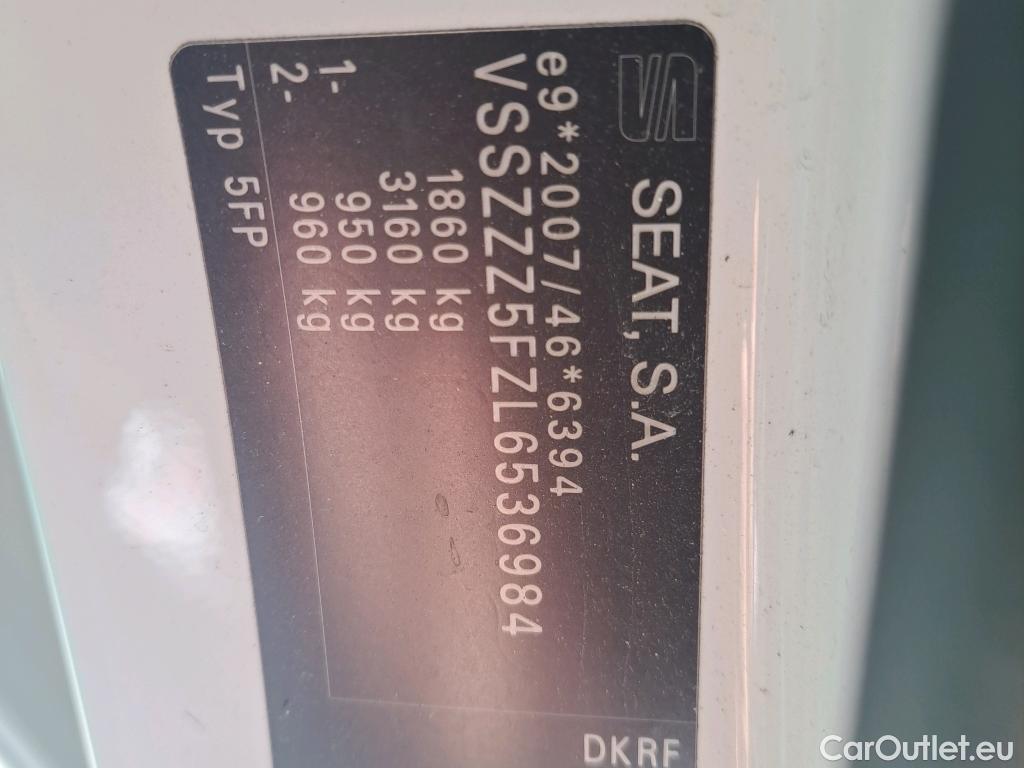 SEAT, S.A.
e9*2007/46*6394
VSSZZZ5FZL6536984
1860 kg
3160 kg
1- 950 kg
2- 960 kg
Typ 5FP
DKRF
CarOutlet.eu